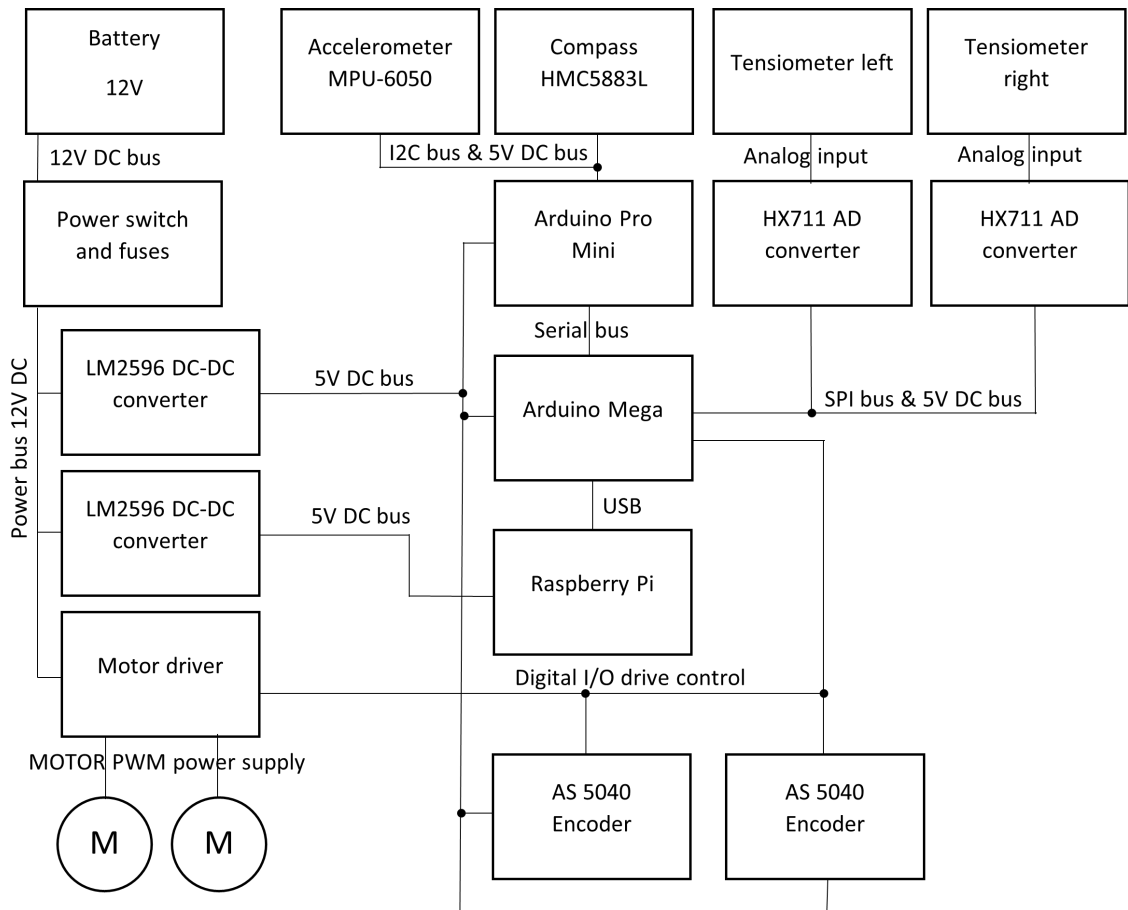 Battery
12V
Accelerometer
MPU-6050
Compass
HMC5883L
Tensiometer left
Tensiometer
right
12V DC bus
I2C bus & 5V DC bus
Analog input
Analog input
Power switch
and fuses
Arduino Pro
Mini
HX711 AD
converter
HX711 AD
converter
Serial bus
Power bus 12V DC
LM2596 DC-DC
converter
5V DC bus
Arduino Mega
SPI bus & 5V DC bus
LM2596 DC-DC
converter
5V DC bus
USB
Raspberry Pi
Motor driver
Digital I/O drive control
MOTOR PWM power supply
M
M
AS 5040
Encoder
AS 5040
Encoder